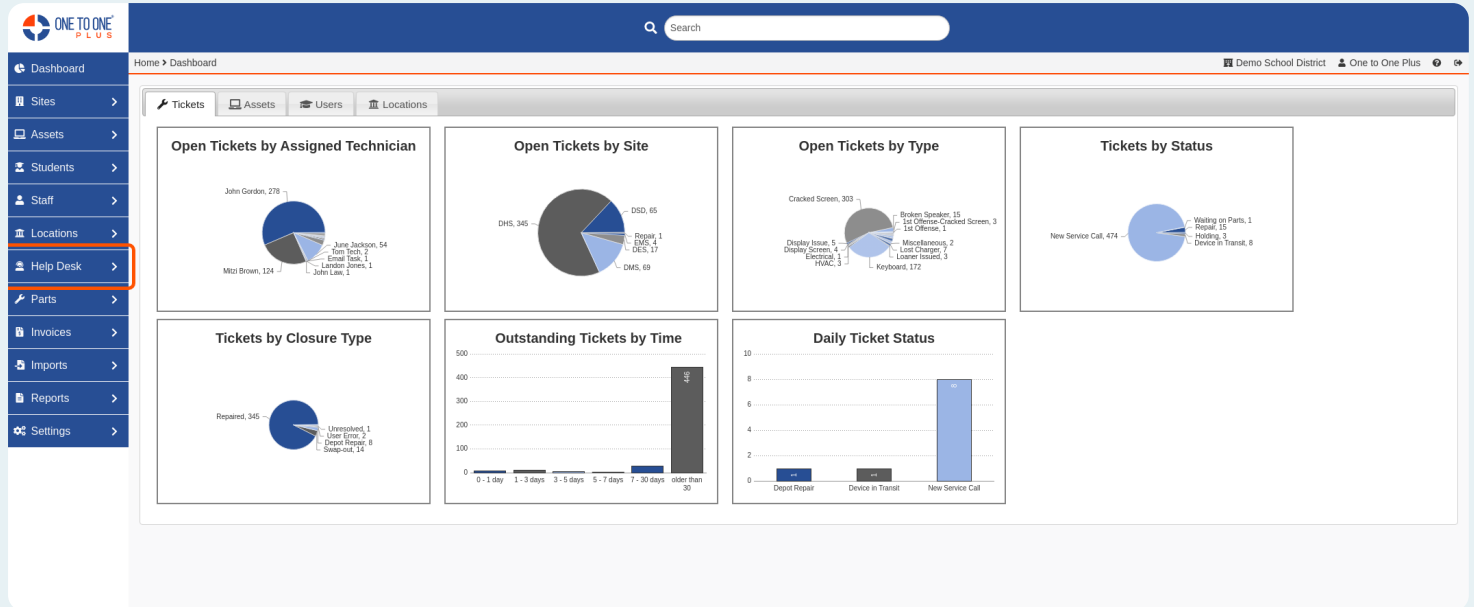 ONE TO ONE
PLUS
Search
Home > Dashboard
Demo School District One to One Plus
Dashboard
Sites
Assets
Students
Staff
Locations
Help Desk
Parts
Invoices
Imports
Reports
Settings
Tickets Assets Users Locations
Open Tickets by Assigned Technician
John Gordon, 278
June Jackson, 54
Tom Tech, 2
Email Task, 1
Landon Jones, 1
John Law, 1
Mitzi Brown, 124
Open Tickets by Site
DHS, 345
DSD, 65
Repair, 1
EMS, 4
DES, 17
DMS, 69
Open Tickets by Type
Cracked Screen, 303
Broken Speaker, 15
1st Offense-Cracked Screen, 3
1st Offense, 1
Display Issue, 5
Display Screen, 4
Electrical, 1
HVAC, 3
Miscellaneous, 2
Lost Charger, 7
Loaner Issued, 3
Keyboard, 172
Tickets by Status
New Service Call, 474
Waiting on Parts, 1
Repair, 15
Holding, 3
Device in Transit, 8
Tickets by Closure Type
Repaired, 345
Unresolved, 1
User Error, 2
Depot Repair, 8
Swap-out, 14
Outstanding Tickets by Time
500
400
300
200
100
0
446
0 - 1 day 1 - 3 days 3 - 5 days 5 - 7 days 7 - 30 days older than
30
Daily Ticket Status
10
8
6
4
2
0
1 1 8
Depot Repair Device in Transit New Service Call